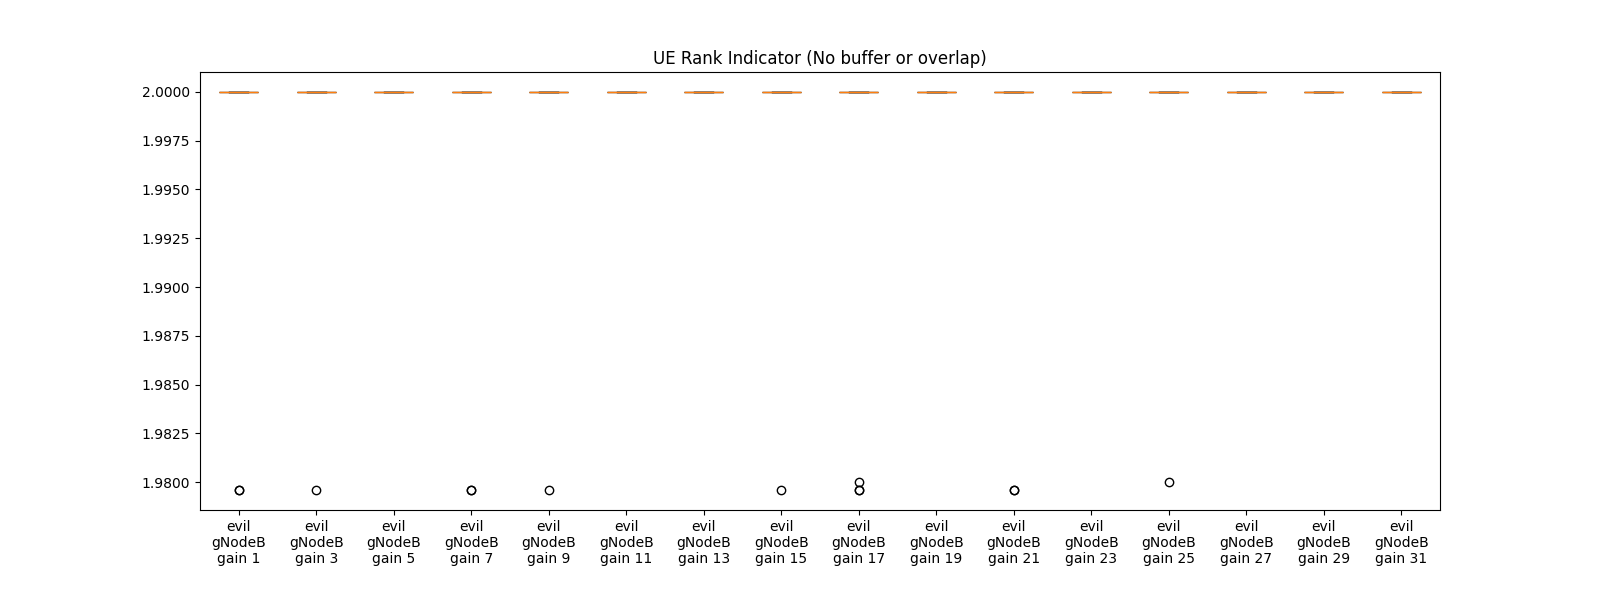 UE Rank Indicator (No buffer or overlap)
2.0000
1.9975
1.9950
1.9925
1.9900
1.9875
1.9850
1.9825
1.9800
evil gNodeB gain 1
evil gNodeB gain 3
evil gNodeB gain 5
evil gNodeB gain 7
evil gNodeB gain 9
evil gNodeB gain 11
evil gNodeB gain 13
evil gNodeB gain 15
evil gNodeB gain 17
evil gNodeB gain 19
evil gNodeB gain 21
evil gNodeB gain 23
evil gNodeB gain 25
evil gNodeB gain 27
evil gNodeB gain 29
evil gNodeB gain 31